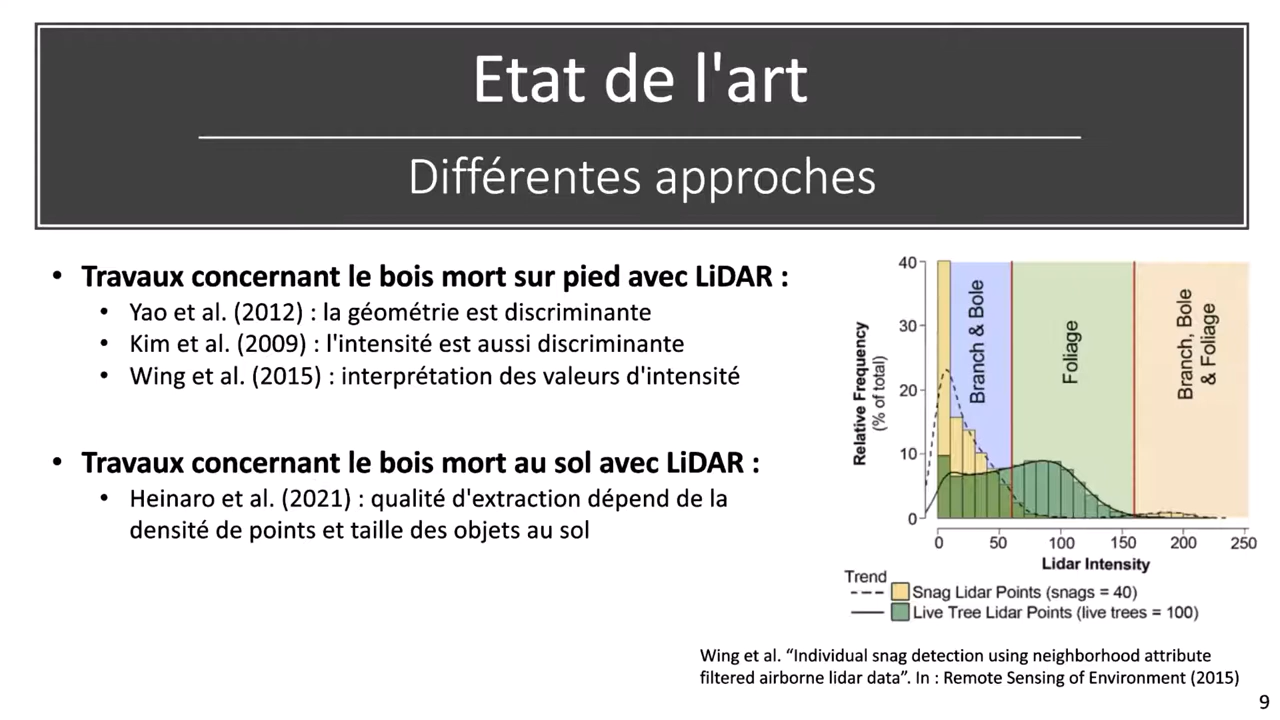 Etat de l'art
Différentes approches
• Travaux concernant le bois mort sur pied avec LiDAR :
• Yao et al. (2012) : la géométrie est discriminante
• Kim et al. (2009) : l'intensité est aussi discriminante
• Wing et al. (2015) : interprétation des valeurs d'intensité
• Travaux concernant le bois mort au sol avec LiDAR :
• Heinaro et al. (2021) : qualité d'extraction dépend de la
densité de points et taille des objets au sol
Relative Frequency
(% of total)
40
30
20
10
0
Branch & Bole
Foliage
Branch, Bole
& Foliage
0 50 100 150 200 250
Lidar Intensity
Trend
Snag Lidar Points (snags = 40)
Live Tree Lidar Points (live trees = 100)
Wing et al. “Individual snag detection using neighborhood attribute
filtered airborne lidar data”. In : Remote Sensing of Environment (2015)
9